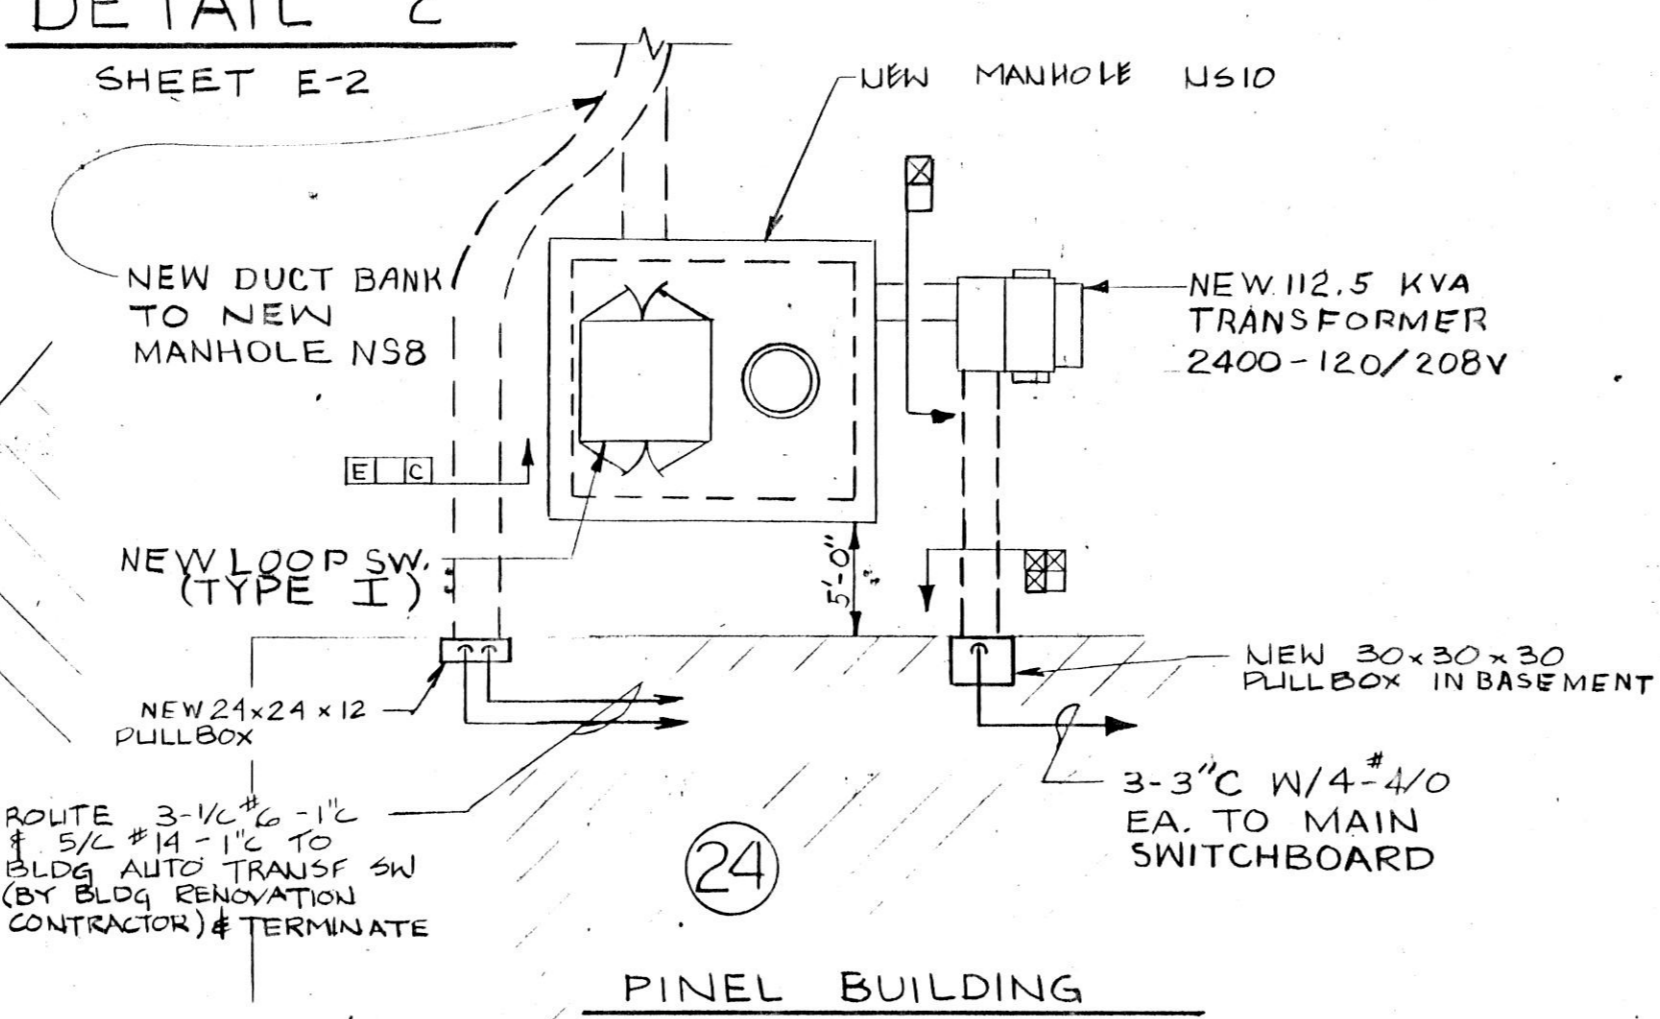 DETAIL 2
SHEET E-2
NEW MANHOLE NS10
NEW DUCT BANK
TO NEW
MANHOLE NS8
NEW 112.5 KVA
TRANSFORMER
2400-120/208V
E C
NEW LOOP SW.
(TYPE I)
5'-0"
NEW 24x24x12
PULLBOX
NEW 30x30x30
PULLBOX IN BASEMENT
ROUTE 3-1/C #6 - 1"C
& 5/C #14 - 1"C TO
BLDG AUTO TRANSF SW
(BY BLDG RENOVATION
CONTRACTOR) & TERMINATE
3-3"C W/4-#4/0
EA. TO MAIN
SWITCHBOARD
24
PINEL BUILDING